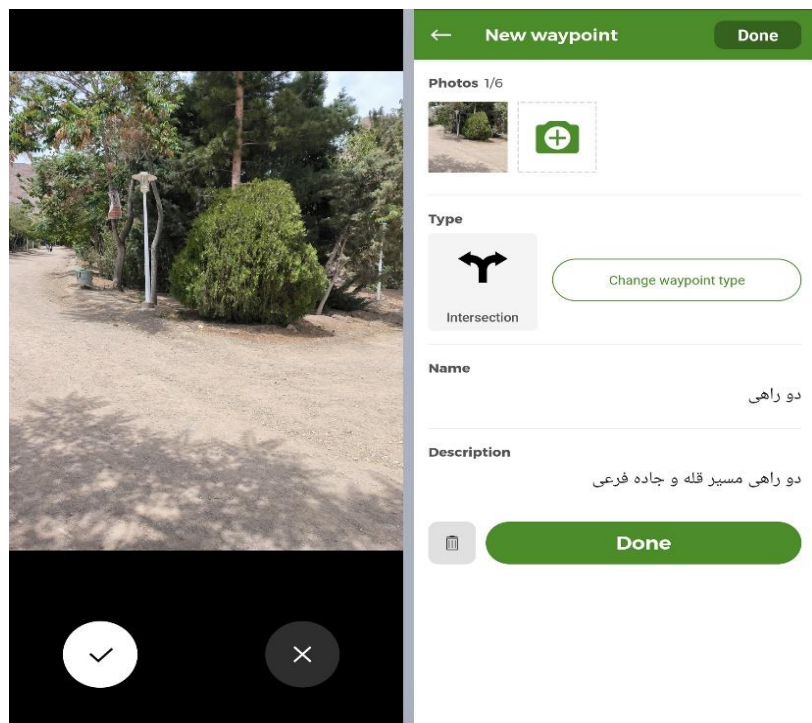 New waypoint
Done
Photos 1/6
Type
Intersection
Change waypoint type
Name
دو راهی
Description
دو راهی مسیر قله و جاده فرعی
Done